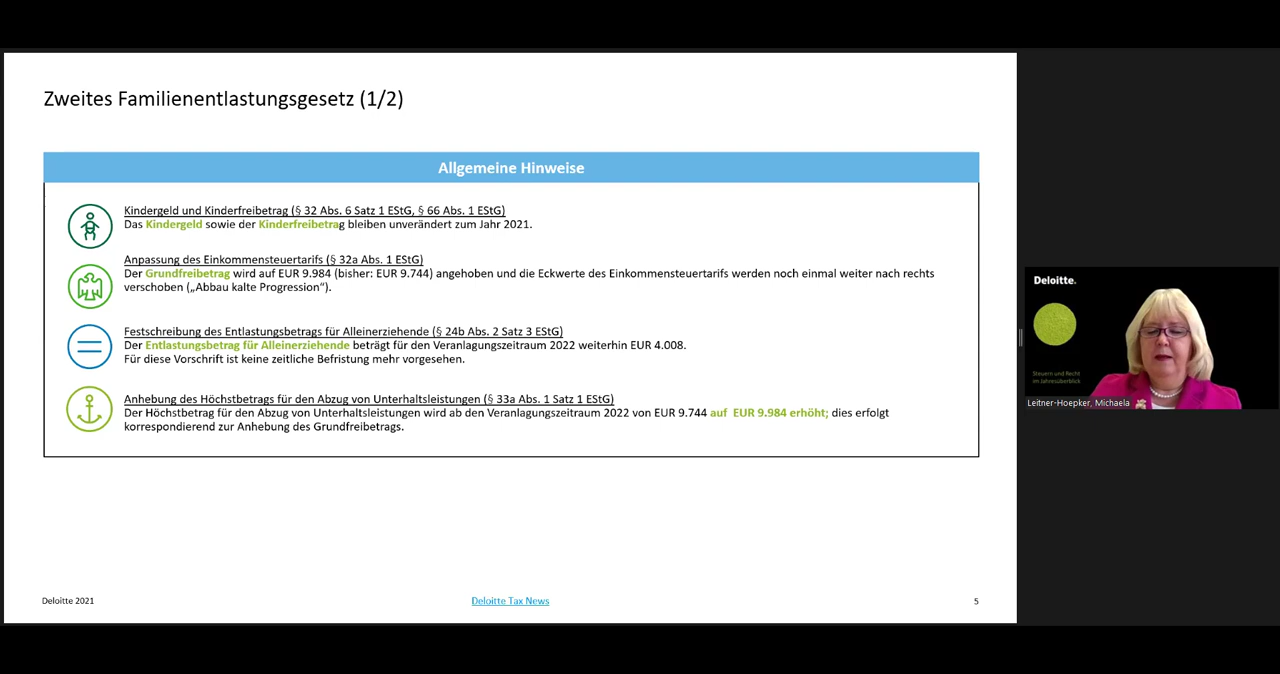 Zweites Familienentlastungsgesetz (1/2)
Allgemeine Hinweise
Kindergeld und Kinderfreibetrag (§ 32 Abs. 6 Satz 1 EStG, § 66 Abs. 1 EStG)
Das Kindergeld sowie der Kinderfreibetrag bleiben unverändert zum Jahr 2021.
Anpassung des Einkommensteuertarifs (§ 32a Abs. 1 EStG)
Der Grundfreibetrag wird auf EUR 9.984 (bisher: EUR 9.744) angehoben und die Eckwerte des Einkommensteuertarifs werden noch einmal weiter nach rechts
verschoben („Abbau kalte Progression“).
Festschreibung des Entlastungsbetrags für Alleinerziehende (§ 24b Abs. 2 Satz 3 EStG)
Der Entlastungsbetrag für Alleinerziehende beträgt für den Veranlagungszeitraum 2022 weiterhin EUR 4.008.
Für diese Vorschrift ist keine zeitliche Befristung mehr vorgesehen.
Anhebung des Höchstbetrags für den Abzug von Unterhaltsleistungen (§ 33a Abs. 1 Satz 1 EStG)
Der Höchstbetrag für den Abzug von Unterhaltsleistungen wird ab den Veranlagungszeitraum 2022 von EUR 9.744 auf EUR 9.984 erhöht; dies erfolgt
korrespondierend zur Anhebung des Grundfreibetrags.
Deloitte 2021
Deloitte Tax News
5
Deloitte.
Steuern und Recht
im Jahresüberblick
Leitner-Hoepker, Michaela